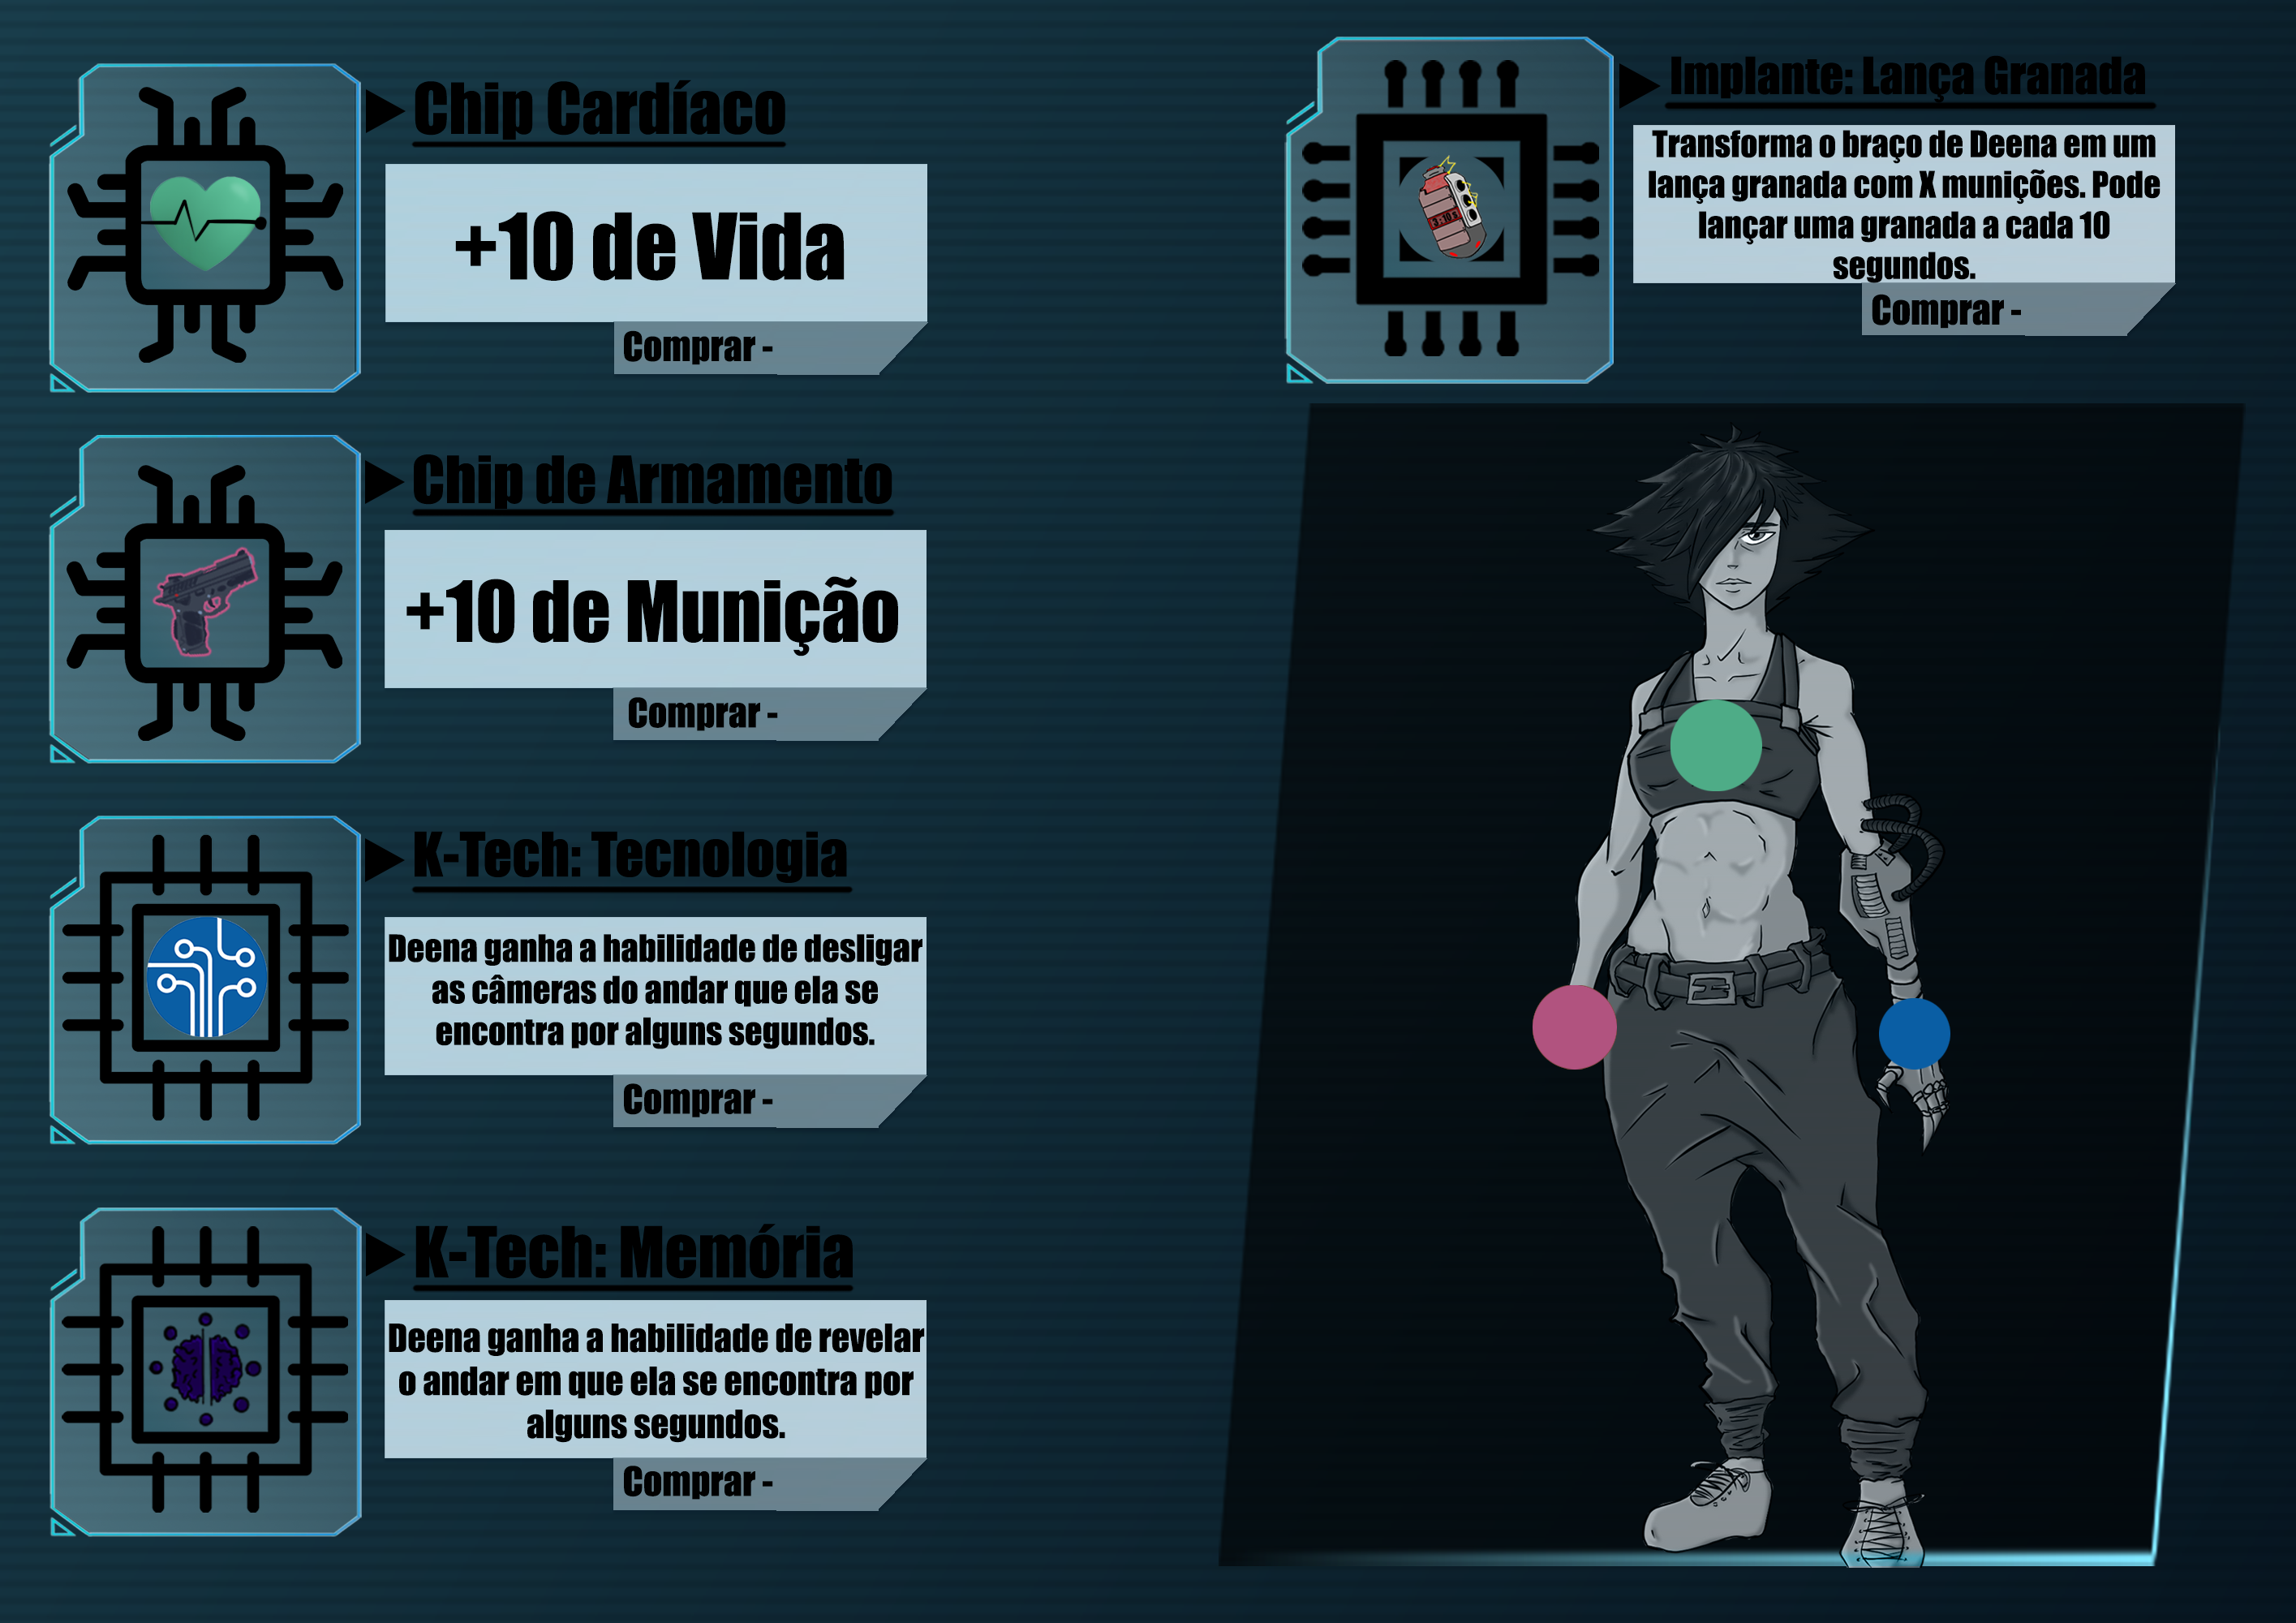 Chip Cardíaco
+10 de Vida
Comprar -
Chip de Armamento
+10 de Munição
Comprar -
K-Tech: Tecnologia
Deena ganha a habilidade de desligar
as câmeras do andar que ela se
encontra por alguns segundos.
Comprar -
K-Tech: Memória
Deena ganha a habilidade de revelar
o andar em que ela se encontra por
alguns segundos.
Comprar -
Implante: Lança Granada
Transforma o braço de Deena em um
lança granada com X munições. Pode
lançar uma granada a cada 10
segundos.
Comprar -